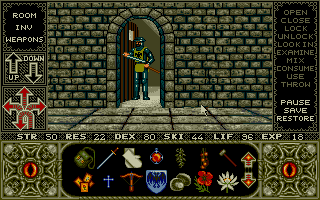 ROOM
INV
WEAPONS
UP
DOWN
OPEN
CLOSE
LOCK
UNLOCK
LOOK IN
EXAMINE
MIX
CONSUME
USE
THROW
PAUSE
SAVE
RESTORE
STR 50 RES 22 DEX 80 SKI 44 LIF 96 EXP 18